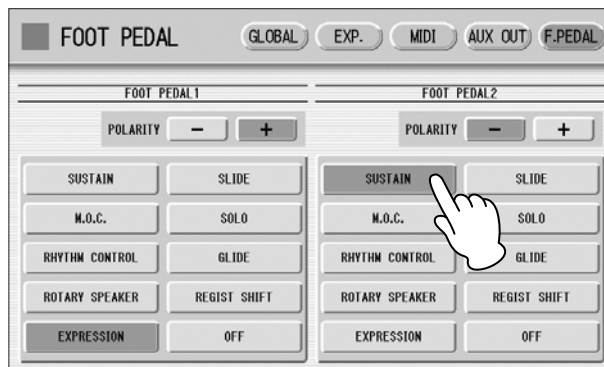 FOOT PEDAL GLOBAL EXP. MIDI AUX OUT F.PEDAL
FOOT PEDAL1 FOOT PEDAL2
POLARITY − + POLARITY − +
SUSTAIN SLIDE SUSTAIN SLIDE
M.O.C. SOLO M.O.C. SOLO
RHYTHM CONTROL GLIDE RHYTHM CONTROL GLIDE
ROTARY SPEAKER REGIST SHIFT ROTARY SPEAKER REGIST SHIFT
EXPRESSION OFF EXPRESSION OFF